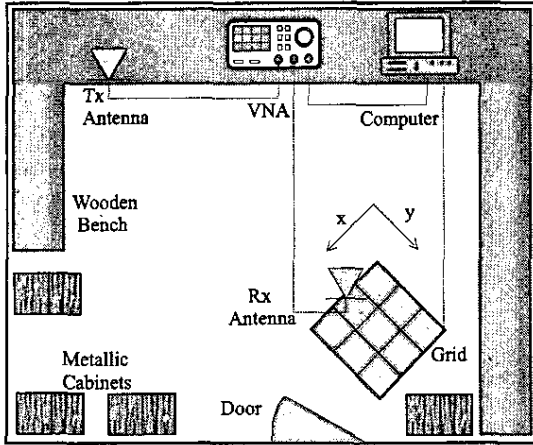 Tx
Antenna
VNA
Computer
Wooden
Bench
x
y
Rx
Antenna
Grid
Metallic
Cabinets
Door